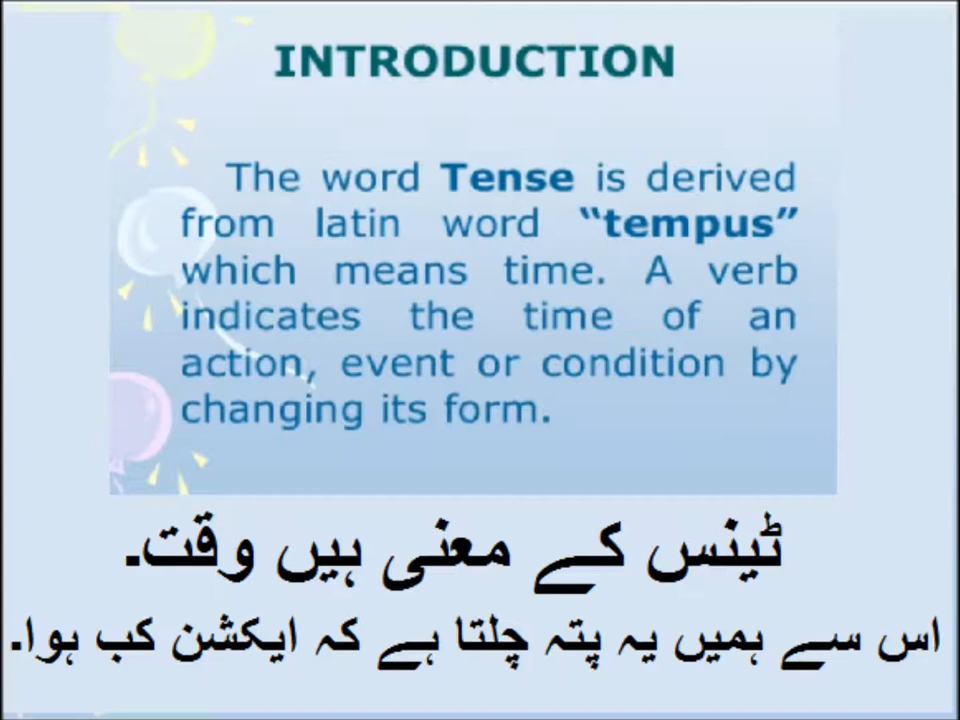 INTRODUCTION
The word Tense is derived
from latin word “tempus”
which means time. A verb
indicates the time of an
action, event or condition by
changing its form.
ٹینس کے معنی ہیں وقت۔
اس سے ہمیں یہ پتہ چلتا ہے کہ ایکشن کب ہوا۔